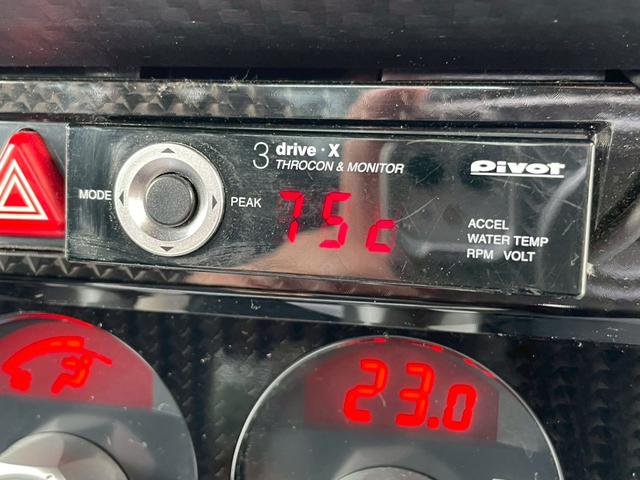 3 drive・X
THROCON & MONITOR
Pivot
MODE
PEAK
75c
ACCEL
WATER TEMP
RPM VOLT
23.0